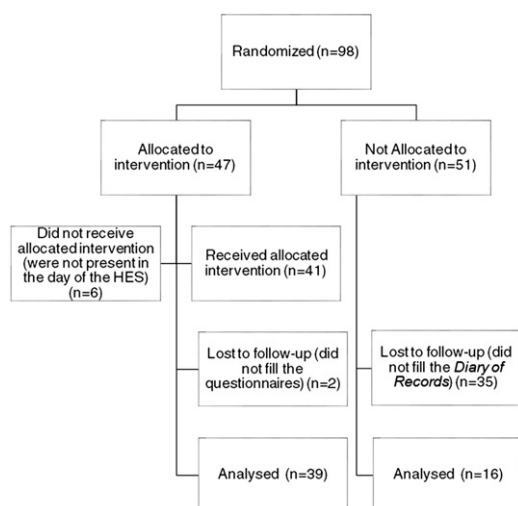 Randomized (n=98)
Allocated to
intervention (n=47)
Not Allocated to
intervention (n=51)
Did not receive
allocated intervention
(were not present in
the day of the HES)
(n=6)
Received allocated
intervention (n=41)
Lost to follow-up (did
not fill the
questionnaires) (n=2)
Lost to follow-up (did
not fill the Diary of
Records) (n=35)
Analysed (n=39)
Analysed (n=16)